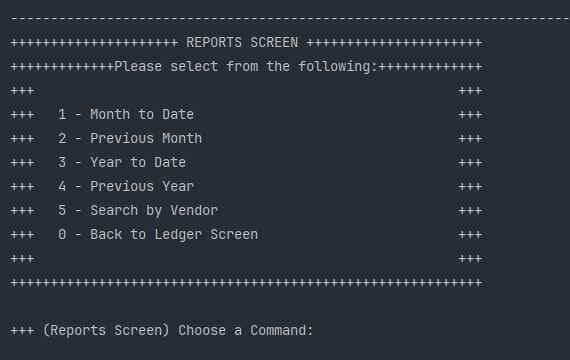 ----------------------------------------------------------------------
+++++++++++++++++++++ REPORTS SCREEN ++++++++++++++++++++++
+++++++++++++Please select from the following:+++++++++++++
+++                                                     +++
+++   1 - Month to Date                                 +++
+++   2 - Previous Month                                +++
+++   3 - Year to Date                                  +++
+++   4 - Previous Year                                 +++
+++   5 - Search by Vendor                              +++
+++   0 - Back to Ledger Screen                         +++
+++                                                     +++
+++++++++++++++++++++++++++++++++++++++++++++++++++++++++++
+++ (Reports Screen) Choose a Command: